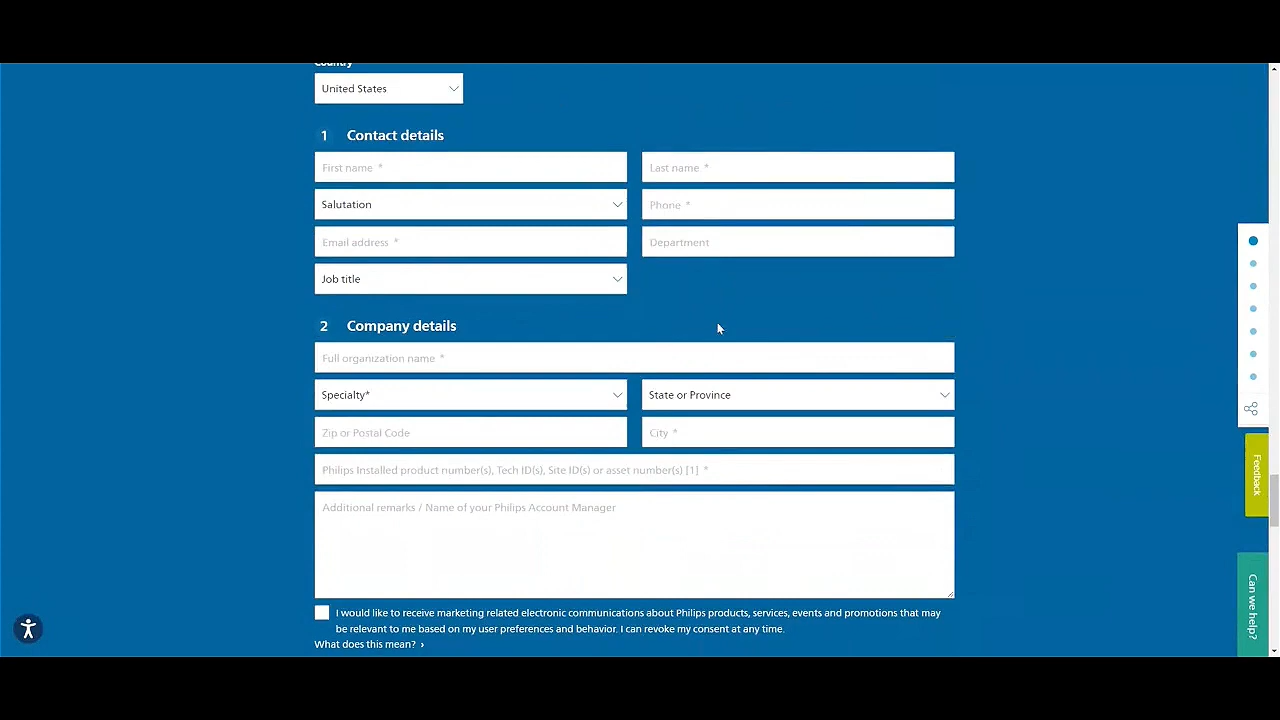 Country
United States
1 Contact details
First name *
Last name *
Salutation
Phone *
Email address *
Department
Job title
2 Company details
Full organization name *
Specialty*
State or Province
Zip or Postal Code
City *
Philips Installed product number(s), Tech ID(s), Site ID(s) or asset number(s) [1] *
Additional remarks / Name of your Philips Account Manager
I would like to receive marketing related electronic communications about Philips products, services, events and promotions that may
be relevant to me based on my user preferences and behavior. I can revoke my consent at any time.
What does this mean? ›
Feedback
Can we help?